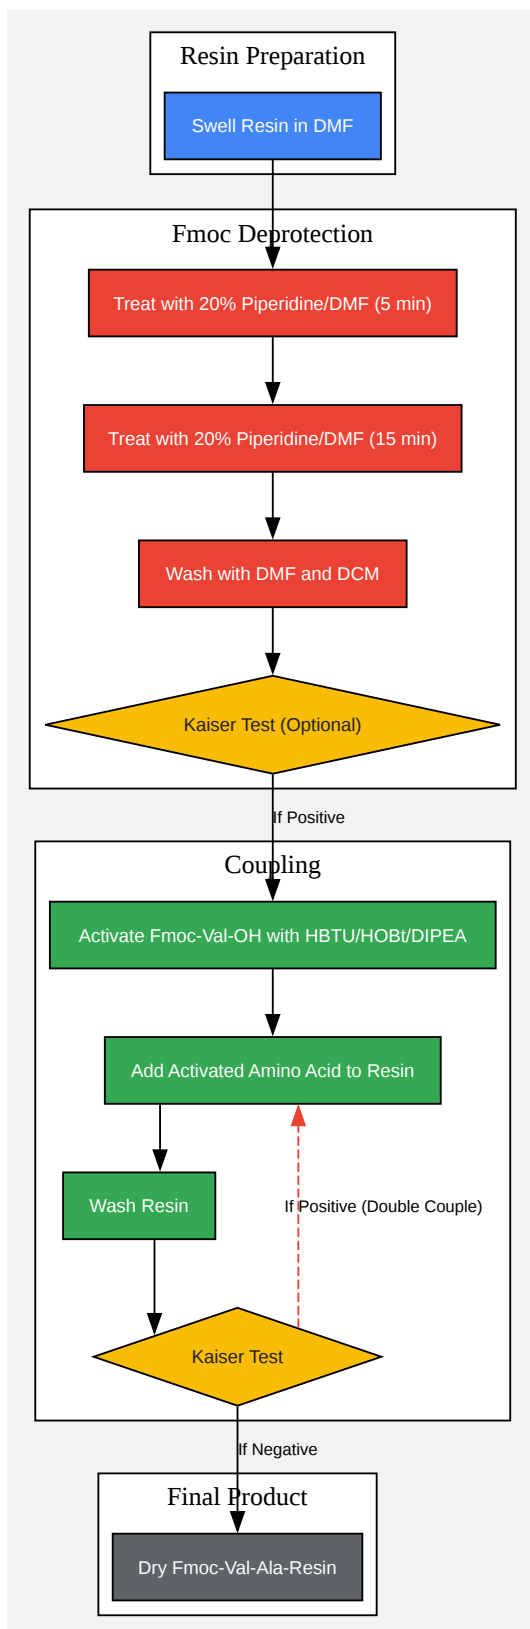 Resin Preparation
Swell Resin in DMF
Fmoc Deprotection
Treat with 20% Piperidine/DMF (5 min)
Treat with 20% Piperidine/DMF (15 min)
Wash with DMF and DCM
Kaiser Test (Optional)
If Positive
Coupling
Activate Fmoc-Val-OH with HBTU/HOBt/DIPEA
Add Activated Amino Acid to Resin
Wash Resin
If Positive (Double Couple)
Kaiser Test
If Negative
Final Product
Dry Fmoc-Val-Ala-Resin